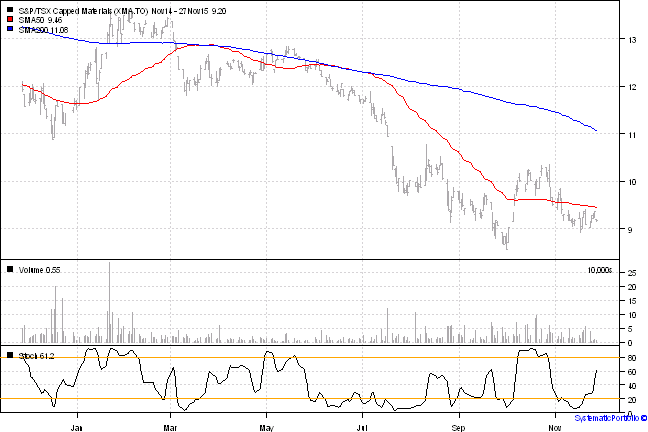 S&P/TSX Capped Materials (XMA.TO) Nov14 - 27Nov15 9.20
SMA50 9.46
SMA200 11.08
13
12
11
10
9
Volume 0.55
10,000s
25
20
15
10
5
0
Stoch 61.2
80
60
40
20
0
Jan Mar May Jul Sep Nov
SystematicPortfolio ©